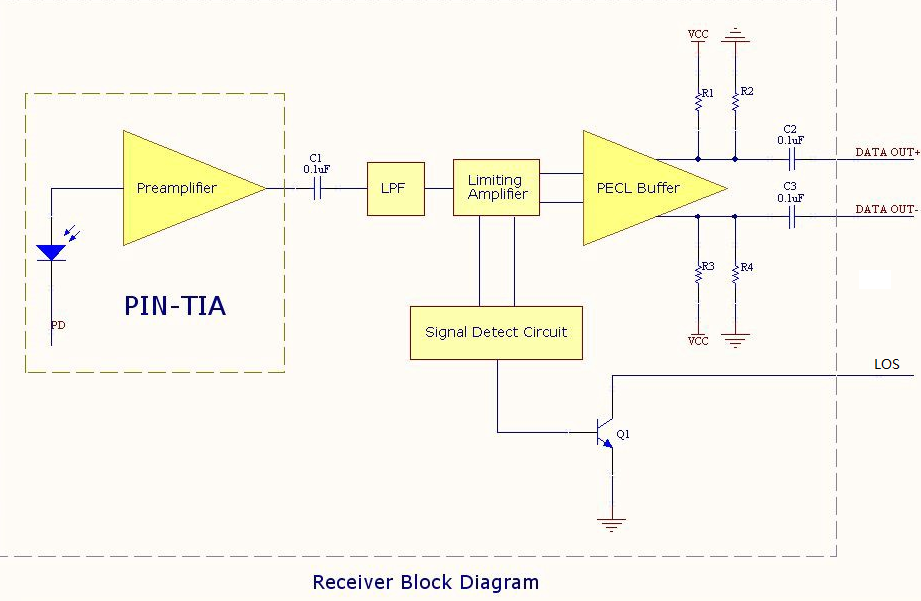 VCC
R1
R2
C2
0.1uF
DATA OUT+
C1
0.1uF
Preamplifier
LPF
Limiting
Amplifier
PECL Buffer
C3
0.1uF
DATA OUT-
R3
R4
PIN-TIA
PD
Signal Detect Circuit
VCC
LOS
Q1
Receiver Block Diagram